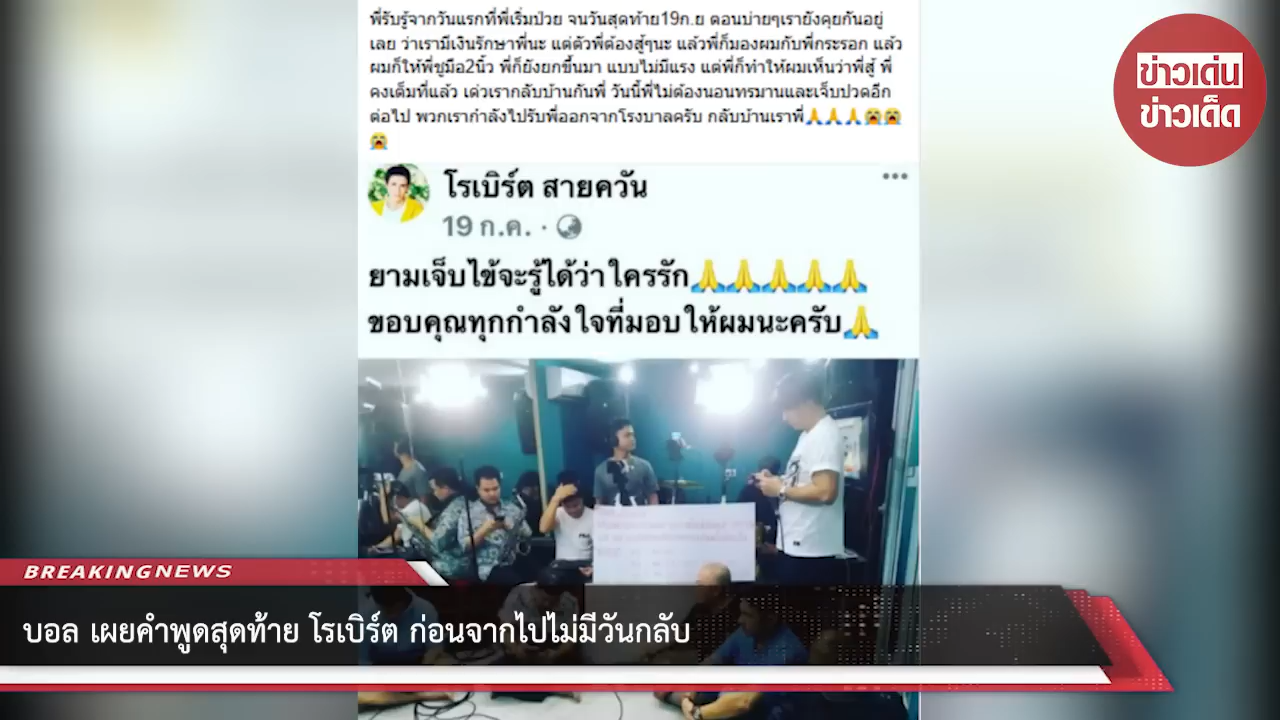 พี่รับรู้จากวันแรกที่พี่เริ่มป่วย จนวันสุดท้าย19ก.ย ตอนบ่ายๆเรายังคุยกันอยู่
เลย ว่าเรามีเงินรักษาพี่นะ แต่ตัวพี่ต้องสู้ๆนะ แล้วพี่ก็มองผมกับพี่กระรอก แล้ว
ผมก็ให้พี่ชูมือ2นิ้ว พี่ก็ยังยกขึ้นมา แบบไม่มีแรง แต่พี่ก็ทำให้ผมเห็นว่าพี่สู้ พี่
คงเต็มที่แล้ว เด่วเรากลับบ้านกันพี่ วันนี้พี่ไม่ต้องนอนทรมานและเจ็บปวดอีก
ต่อไป พวกเรากำลังไปรับพี่ออกจากโรงบาลครับ กลับบ้านเราพี่🙏🙏🙏😭😭
😭
ข่าวเด่น
ข่าวเด็ด
โรเบิร์ต สายควัน
19 ก.ค. ·
ยามเจ็บไข้จะรู้ได้ว่าใครรัก🙏🙏🙏🙏🙏
ขอบคุณทุกกำลังใจที่มอบให้ผมนะครับ🙏
BREAKING NEWS
บอล เผยคำพูดสุดท้าย โรเบิร์ต ก่อนจากไปไม่มีวันกลับ